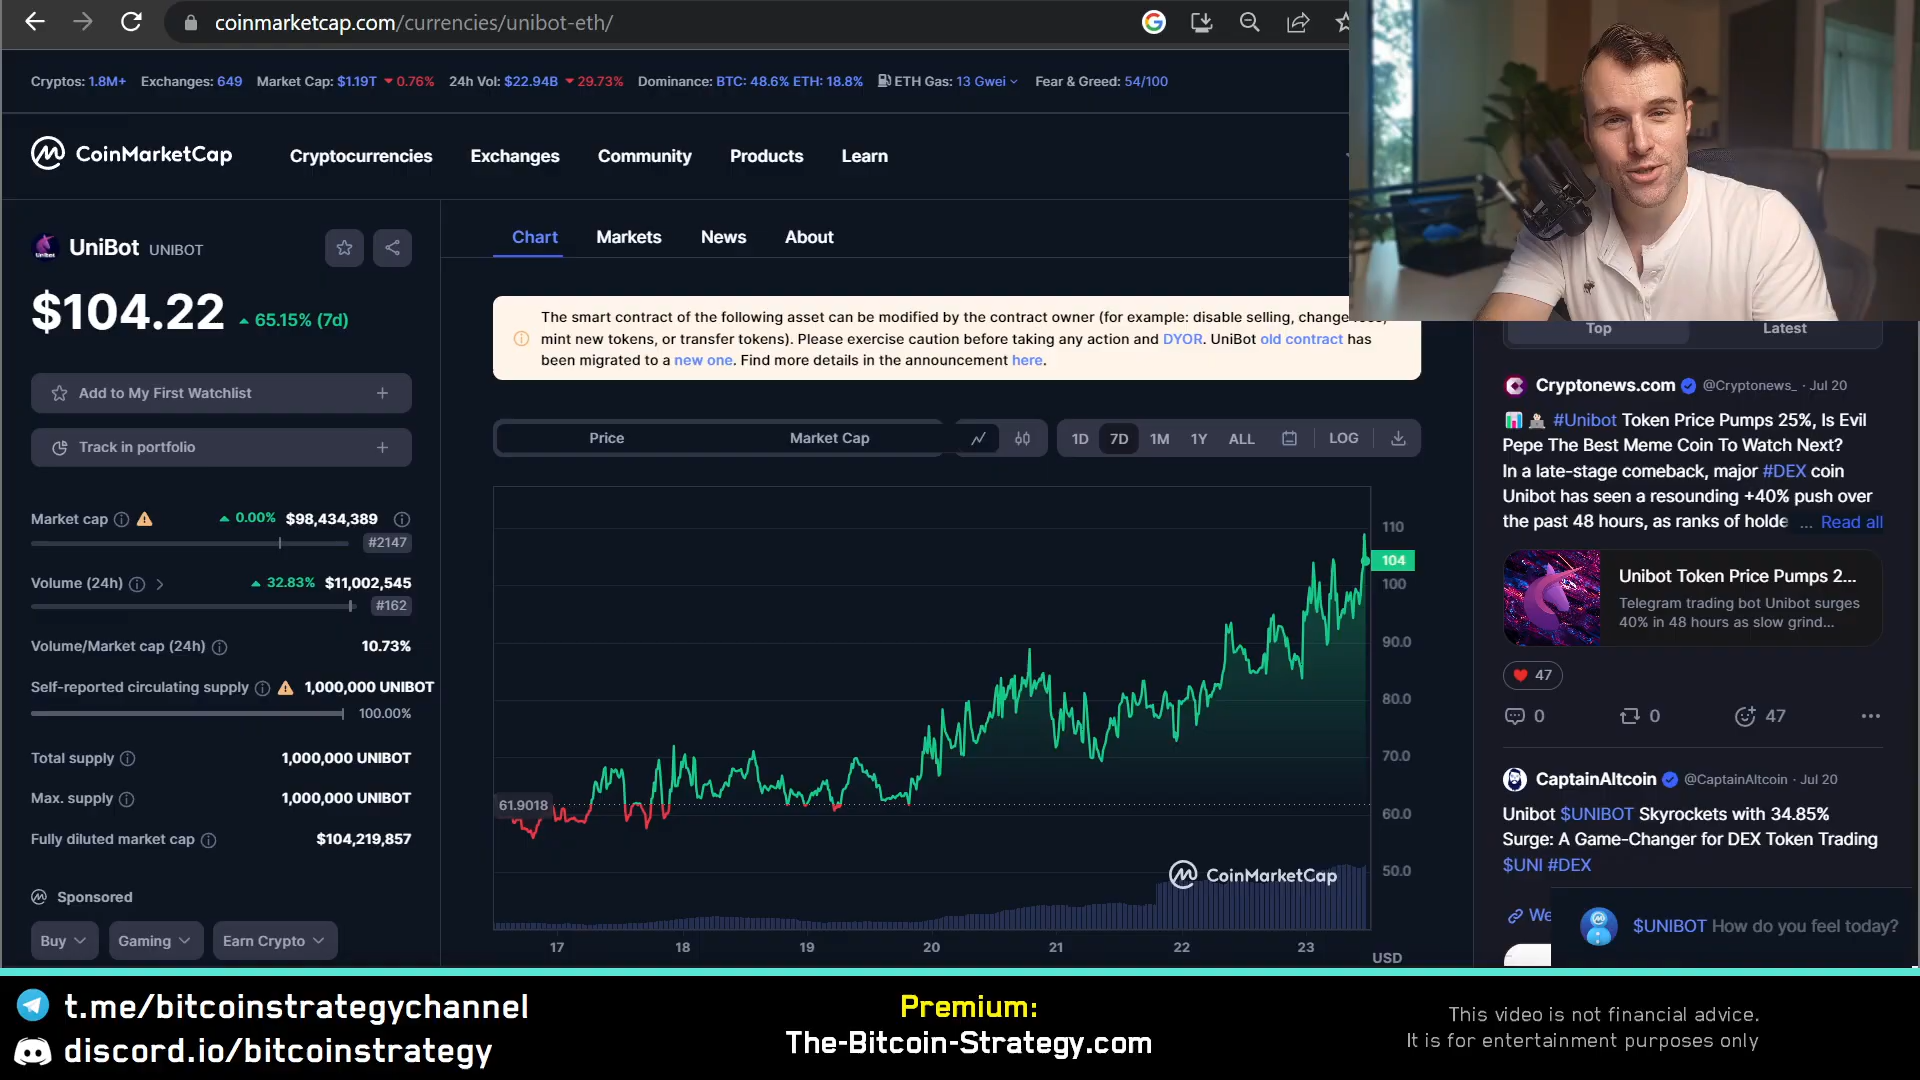 coinmarketcap.com/currencies/unibot-eth/
Cryptos: 1.8M+ Exchanges: 649 Market Cap: $1.19T 0.76% 24h Vol: $22.94B 29.73% Dominance: BTC: 48.6% ETH: 18.8% ETH Gas: 13 Gwei Fear & Greed: 54/100
CoinMarketCap
Cryptocurrencies Exchanges Community Products Learn
UniBot UNIBOT
$104.22 65.15% (7d)
Add to My First Watchlist +
Track in portfolio +
Market cap 0.00% $98,434,389
#2147
Volume (24h) 32.83% $11,002,545
#162
Volume/Market cap (24h) 10.73%
Self-reported circulating supply 1,000,000 UNIBOT
100.00%
Total supply 1,000,000 UNIBOT
Max. supply 1,000,000 UNIBOT
Fully diluted market cap $104,219,857
Sponsored
Buy Gaming Earn Crypto
Chart Markets News About
The smart contract of the following asset can be modified by the contract owner (for example: disable selling, change
mint new tokens, or transfer tokens). Please exercise caution before taking any action and DYOR. UniBot old contract has
been migrated to a new one. Find more details in the announcement here.
Price Market Cap 1D 7D 1M 1Y ALL LOG
110
104
100
90.0
80.0
70.0
61.9018
60.0
50.0
CoinMarketCap
17 18 19 20 21 22 23
USD
Top Latest
Cryptonews.com @Cryptonews_ · Jul 20
#Unibot Token Price Pumps 25%, Is Evil
Pepe The Best Meme Coin To Watch Next?
In a late-stage comeback, major #DEX coin
Unibot has seen a resounding +40% push over
the past 48 hours, as ranks of holde ... Read all
Unibot Token Price Pumps 2...
Telegram trading bot Unibot surges
40% in 48 hours as slow grind...
47
0 0 47
CaptainAltcoin @CaptainAltcoin · Jul 20
Unibot $UNIBOT Skyrockets with 34.85%
Surge: A Game-Changer for DEX Token Trading
$UNI #DEX
We
$UNIBOT How do you feel today?
t.me/bitcoinstrategychannel
discord.io/bitcoinstrategy
Premium:
The-Bitcoin-Strategy.com
This video is not financial advice.
It is for entertainment purposes only